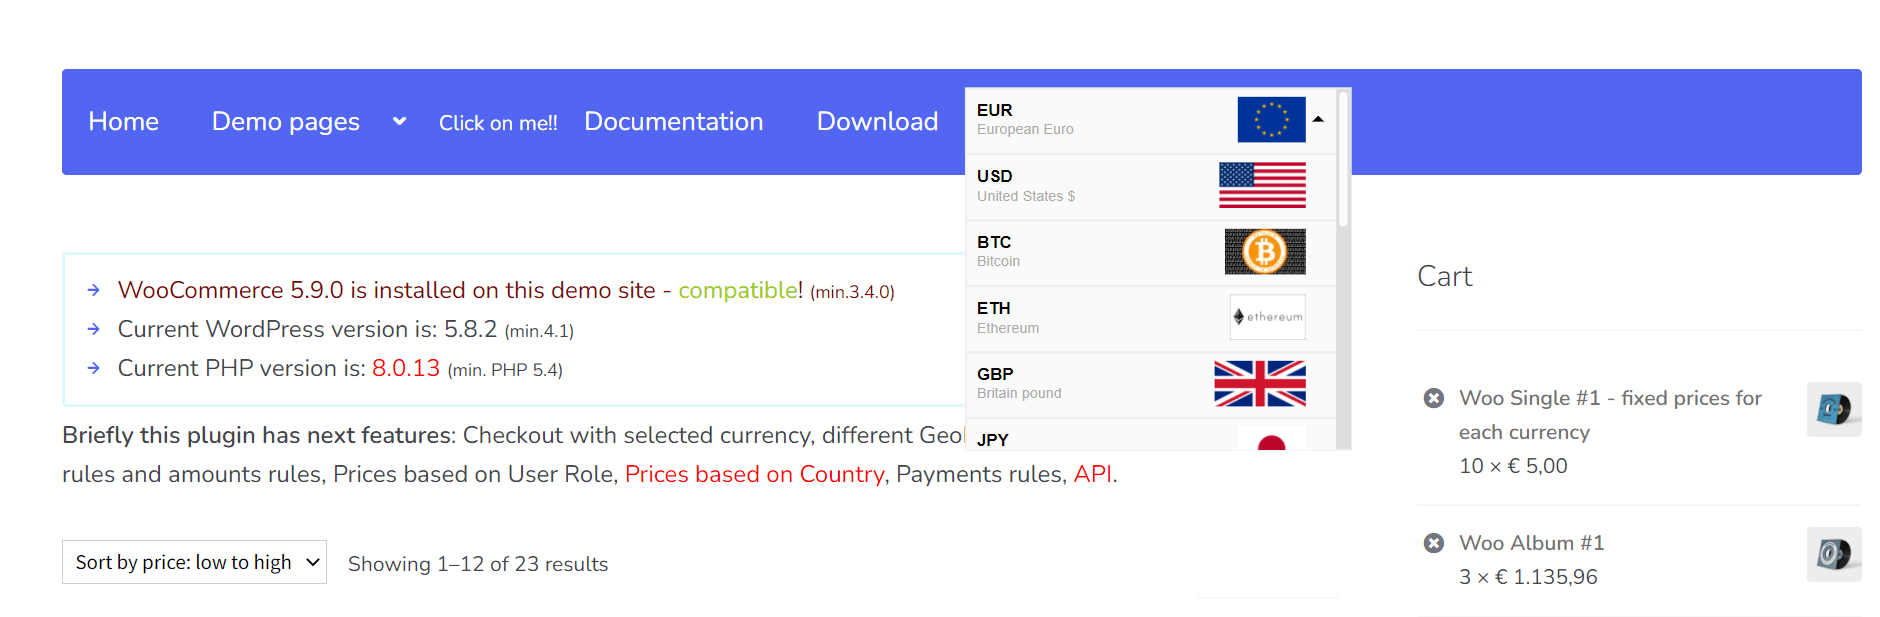 Home
Demo pages
Click on me!!
Documentation
Download
EUR
European Euro
USD
United States $
BTC
Bitcoin
ETH
Ethereum
ethereum
GBP
Britain pound
JPY
WooCommerce 5.9.0 is installed on this demo site - compatible! (min.3.4.0)
Current WordPress version is: 5.8.2 (min.4.1)
Current PHP version is: 8.0.13 (min. PHP 5.4)
Briefly this plugin has next features: Checkout with selected currency, different
rules and amounts rules, Prices based on User Role, Prices based on Country, Payments rules, API.
Sort by price: low to high
Showing 1–12 of 23 results
Cart
Woo Single #1 - fixed prices for
each currency
10 × € 5,00
Woo Album #1
3 × € 1.135,96